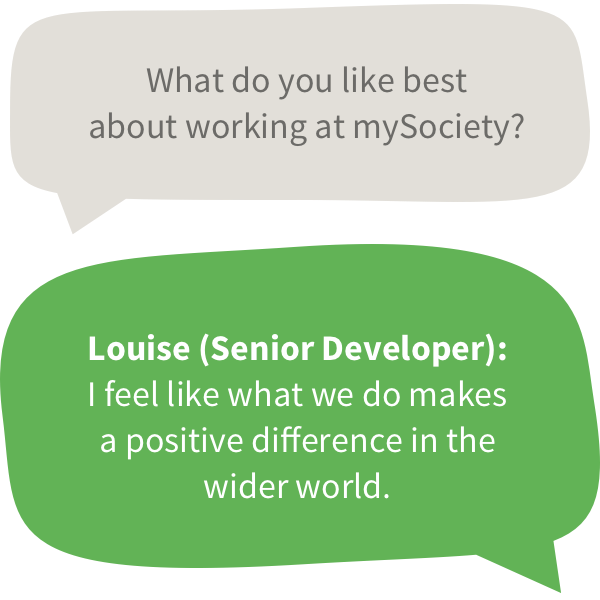 What do you like best
about working at mySociety?
Louise (Senior Developer):
I feel like what we do makes
a positive difference in the
wider world.